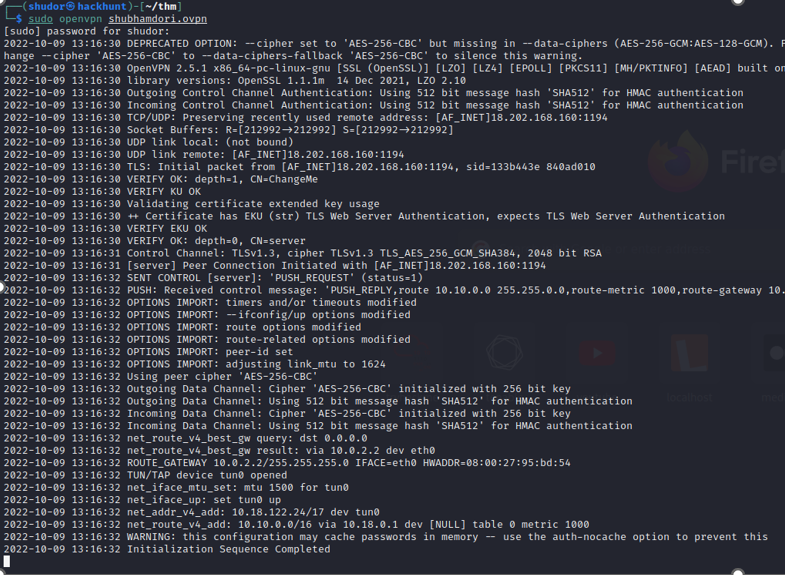 (shudor㉿hackhunt)-[~/thm]
$ sudo openvpn shubhamdori.ovpn
[sudo] password for shudor:
2022-10-09 13:16:30 DEPRECATED OPTION: --cipher set to 'AES-256-CBC' but missing in --data-ciphers (AES-256-GCM:AES-128-GCM). F
hange --cipher 'AES-256-CBC' to --data-ciphers-fallback 'AES-256-CBC' to silence this warning.
2022-10-09 13:16:30 OpenVPN 2.5.1 x86_64-pc-linux-gnu [SSL (OpenSSL)] [LZO] [LZ4] [EPOLL] [PKCS11] [MH/PKTINFO] [AEAD] built on
2022-10-09 13:16:30 library versions: OpenSSL 1.1.1m  14 Dec 2021, LZO 2.10
2022-10-09 13:16:30 Outgoing Control Channel Authentication: Using 512 bit message hash 'SHA512' for HMAC authentication
2022-10-09 13:16:30 Incoming Control Channel Authentication: Using 512 bit message hash 'SHA512' for HMAC authentication
2022-10-09 13:16:30 TCP/UDP: Preserving recently used remote address: [AF_INET]18.202.168.160:1194
2022-10-09 13:16:30 Socket Buffers: R=[212992->212992] S=[212992->212992]
2022-10-09 13:16:30 UDP link local: (not bound)
2022-10-09 13:16:30 UDP link remote: [AF_INET]18.202.168.160:1194
2022-10-09 13:16:30 TLS: Initial packet from [AF_INET]18.202.168.160:1194, sid=133b443e 840ad010
2022-10-09 13:16:30 VERIFY OK: depth=1, CN=ChangeMe
2022-10-09 13:16:30 VERIFY KU OK
2022-10-09 13:16:30 Validating certificate extended key usage
2022-10-09 13:16:30 ++ Certificate has EKU (str) TLS Web Server Authentication, expects TLS Web Server Authentication
2022-10-09 13:16:30 VERIFY EKU OK
2022-10-09 13:16:30 VERIFY OK: depth=0, CN=server
2022-10-09 13:16:31 Control Channel: TLSv1.3, cipher TLSv1.3 TLS_AES_256_GCM_SHA384, 2048 bit RSA
2022-10-09 13:16:31 [server] Peer Connection Initiated with [AF_INET]18.202.168.160:1194
2022-10-09 13:16:32 SENT CONTROL [server]: 'PUSH_REQUEST' (status=1)
2022-10-09 13:16:32 PUSH: Received control message: 'PUSH_REPLY,route 10.10.0.0 255.255.0.0,route-metric 1000,route-gateway 10.
2022-10-09 13:16:32 OPTIONS IMPORT: timers and/or timeouts modified
2022-10-09 13:16:32 OPTIONS IMPORT: --ifconfig/up options modified
2022-10-09 13:16:32 OPTIONS IMPORT: route options modified
2022-10-09 13:16:32 OPTIONS IMPORT: route-related options modified
2022-10-09 13:16:32 OPTIONS IMPORT: peer-id set
2022-10-09 13:16:32 OPTIONS IMPORT: adjusting link_mtu to 1624
2022-10-09 13:16:32 Using peer cipher 'AES-256-CBC'
2022-10-09 13:16:32 Outgoing Data Channel: Cipher 'AES-256-CBC' initialized with 256 bit key
2022-10-09 13:16:32 Outgoing Data Channel: Using 512 bit message hash 'SHA512' for HMAC authentication
2022-10-09 13:16:32 Incoming Data Channel: Cipher 'AES-256-CBC' initialized with 256 bit key
2022-10-09 13:16:32 Incoming Data Channel: Using 512 bit message hash 'SHA512' for HMAC authentication
2022-10-09 13:16:32 net_route_v4_best_gw query: dst 0.0.0.0
2022-10-09 13:16:32 net_route_v4_best_gw result: via 10.0.2.2 dev eth0
2022-10-09 13:16:32 ROUTE_GATEWAY 10.0.2.2/255.255.255.0 IFACE=eth0 HWADDR=08:00:27:95:bd:54
2022-10-09 13:16:32 TUN/TAP device tun0 opened
2022-10-09 13:16:32 net_iface_mtu_set: mtu 1500 for tun0
2022-10-09 13:16:32 net_iface_up: set tun0 up
2022-10-09 13:16:32 net_addr_v4_add: 10.18.122.24/17 dev tun0
2022-10-09 13:16:32 net_route_v4_add: 10.10.0.0/16 via 10.18.0.1 dev [NULL] table 0 metric 1000
2022-10-09 13:16:32 WARNING: this configuration may cache passwords in memory -- use the auth-nocache option to prevent this
2022-10-09 13:16:32 Initialization Sequence Completed
Firef
localhost